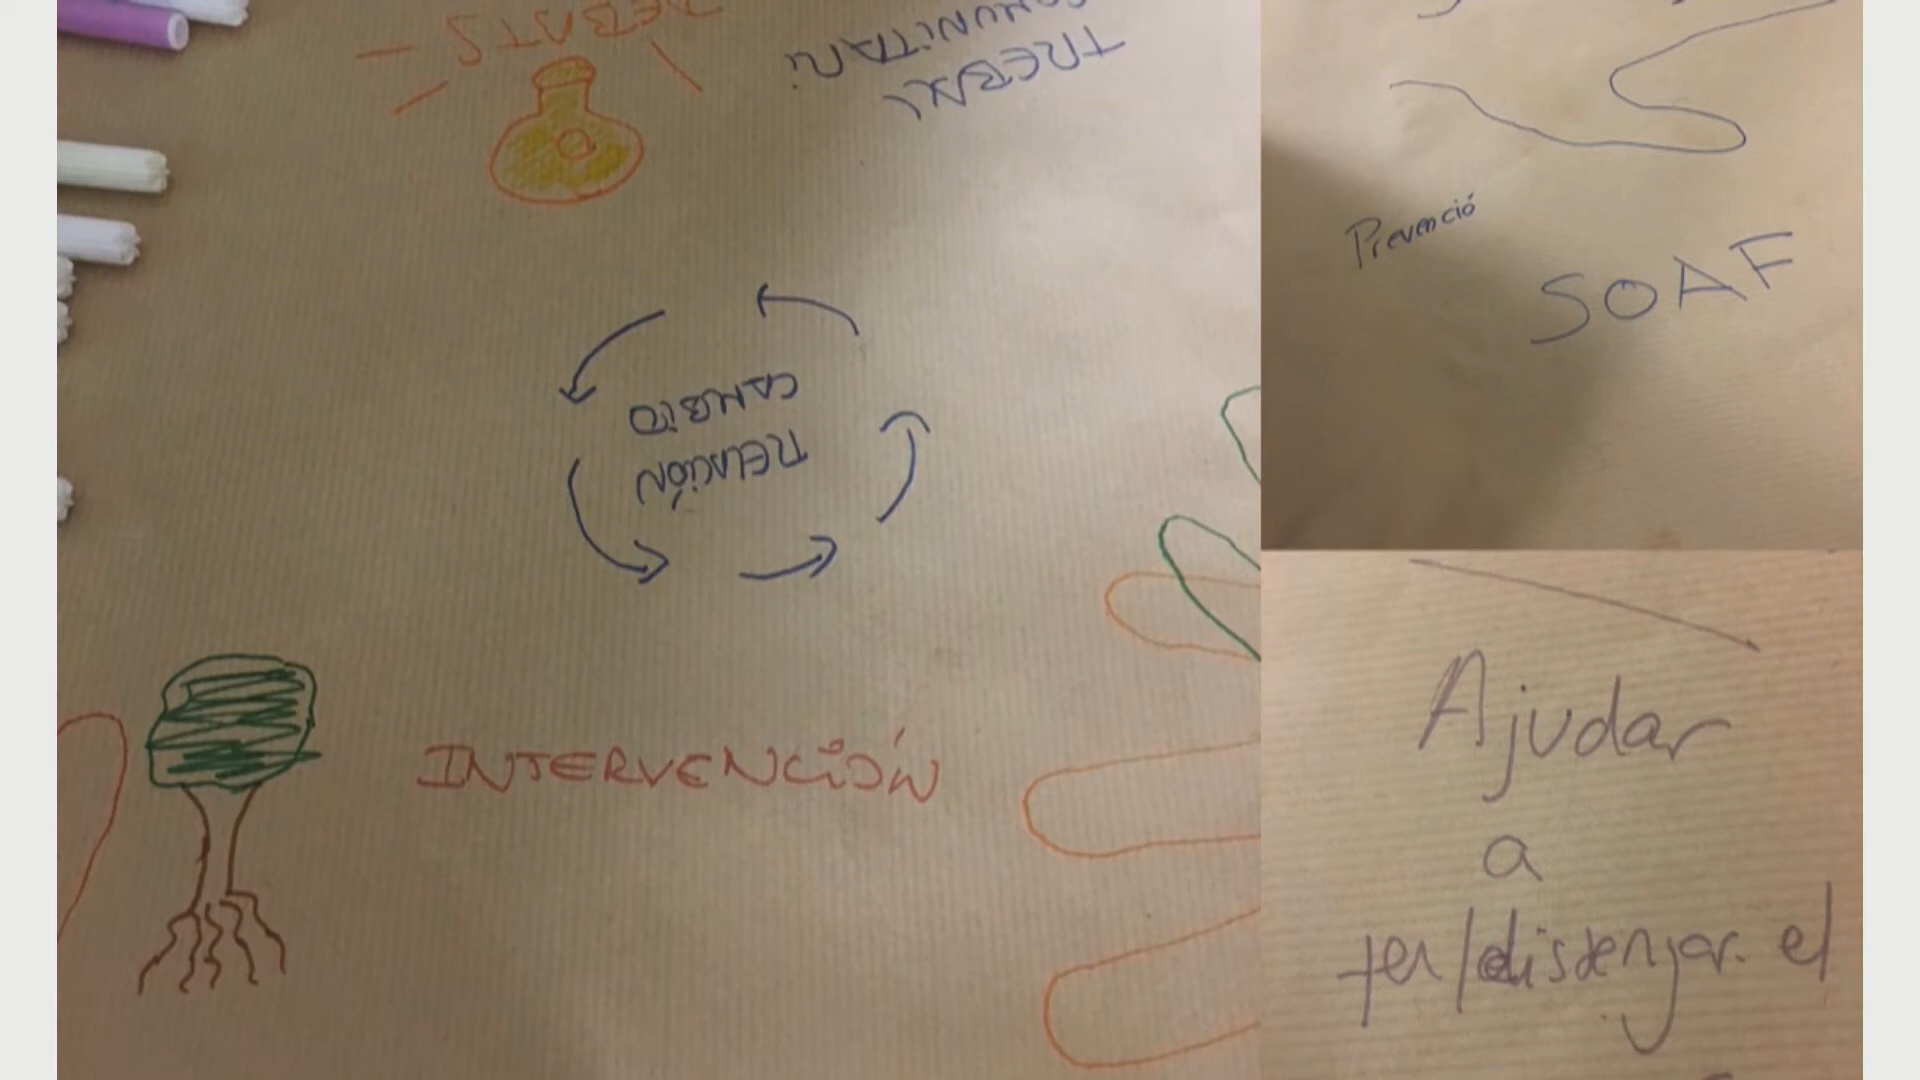 DEBATS
TREBALL
COMUNITARI
RELACIÓN
CAMBIO
INTERVENCIÓN
Prevenció
SOAF
Ajudar
a
fer/dissenyar el